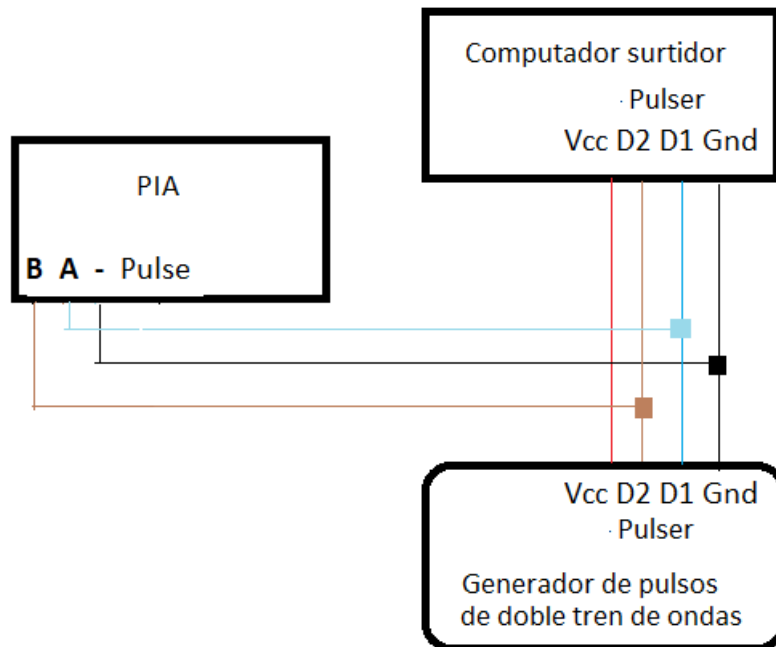 Computador surtidor
Pulser
Vcc D2 D1 Gnd
PIA
B A - Pulse
Vcc D2 D1 Gnd
Pulser
Generador de pulsos
de doble tren de ondas